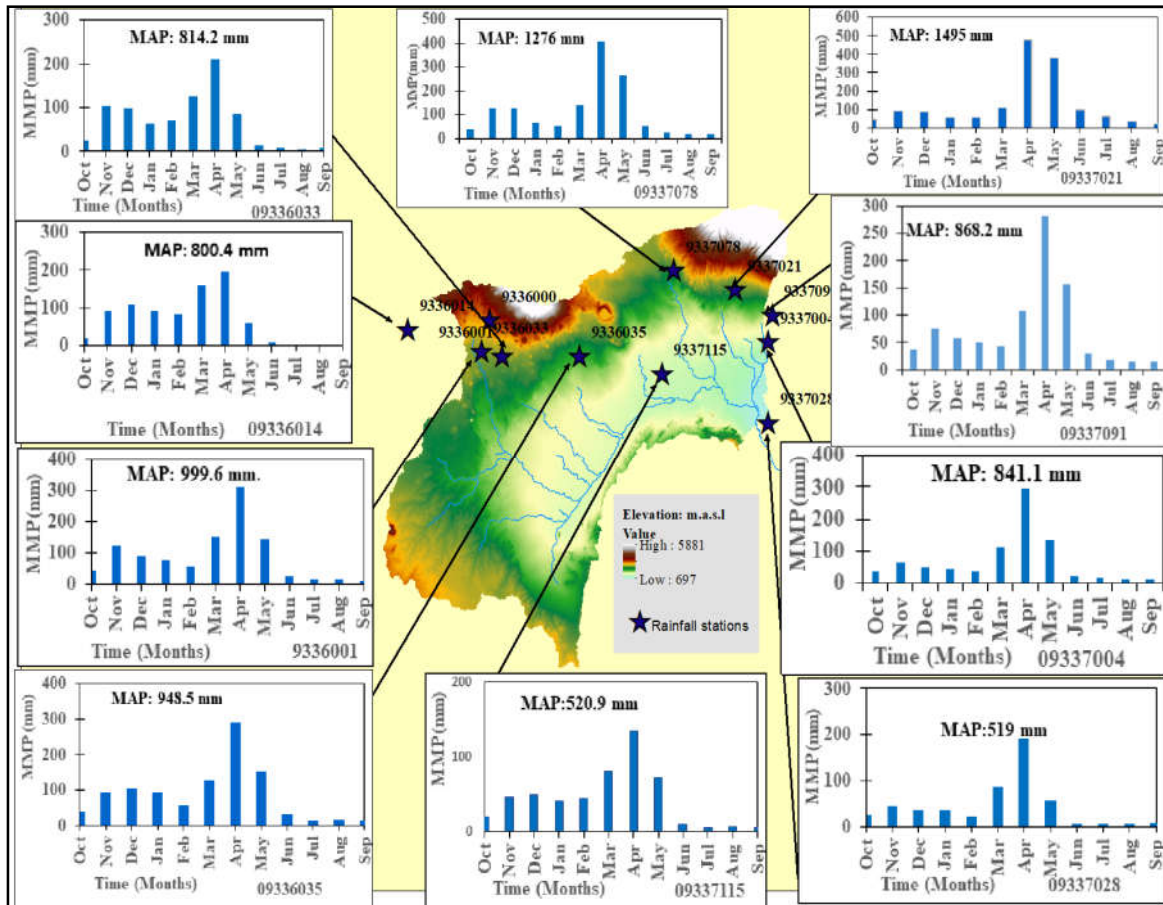 MAP: 814.2 mm
MMP (mm)
300
200
100
0
Oct
Nov
Dec
Jan
Feb
Mar
Apr
May
Jun
Jul
Aug
Sep
Time (Months)
09336033
MAP: 1276 mm
MMP(mm)
500
400
300
200
100
0
Oct
Nov
Dec
Jan
Feb
Mar
Apr
May
Jun
Jul
Aug
Sep
Time (Months)
09337078
MAP: 1495 mm
MMP (mm)
600
500
400
300
200
100
0
Oct
Nov
Dec
Jan
Feb
Mar
Apr
May
Jun
Jul
Aug
Sep
Time (Months)
09337021
MAP: 800.4 mm
MMP (mm)
300
200
100
0
Oct
Nov
Dec
Jan
Feb
Mar
Apr
May
Jun
Jul
Aug
Sep
Time (Months)
09336014
MAP: 868.2 mm
MMP (mm)
300
250
200
150
100
50
0
Oct
Nov
Dec
Jan
Feb
Mar
Apr
May
Jun
Jul
Aug
Sep
Time (Months)
09337091
9337078
9337021
933709
9337004
9336014
9336000
9336001
9336033
9336035
9337115
9337028
Elevation: m.a.s.l
Value
High : 5881
Low : 697
Rainfall stations
MAP: 999.6 mm.
MMP (mm)
400
300
200
100
0
Oct
Nov
Dec
Jan
Feb
Mar
Apr
May
Jun
Jul
Aug
Sep
Time (Months)
9336001
MAP: 841.1 mm
MMP (mm)
400
300
200
100
0
Oct
Nov
Dec
Jan
Feb
Mar
Apr
May
Jun
Jul
Aug
Sep
Time (Months)
09337004
MAP: 948.5 mm
MMP (mm)
400
300
200
100
0
Oct
Nov
Dec
Jan
Feb
Mar
Apr
May
Jun
Jul
Aug
Sep
Time (Months)
09336035
MAP:520.9 mm
MMP (mm)
200
100
0
Oct
Nov
Dec
Jan
Feb
Mar
Apr
May
Jun
Jul
Aug
Sep
Time (Months)
09337115
MAP:519 mm
MMP (mm)
300
200
100
0
Oct
Nov
Dec
Jan
Feb
Mar
Apr
May
Jun
Jul
Aug
Sep
Time (Months)
09337028